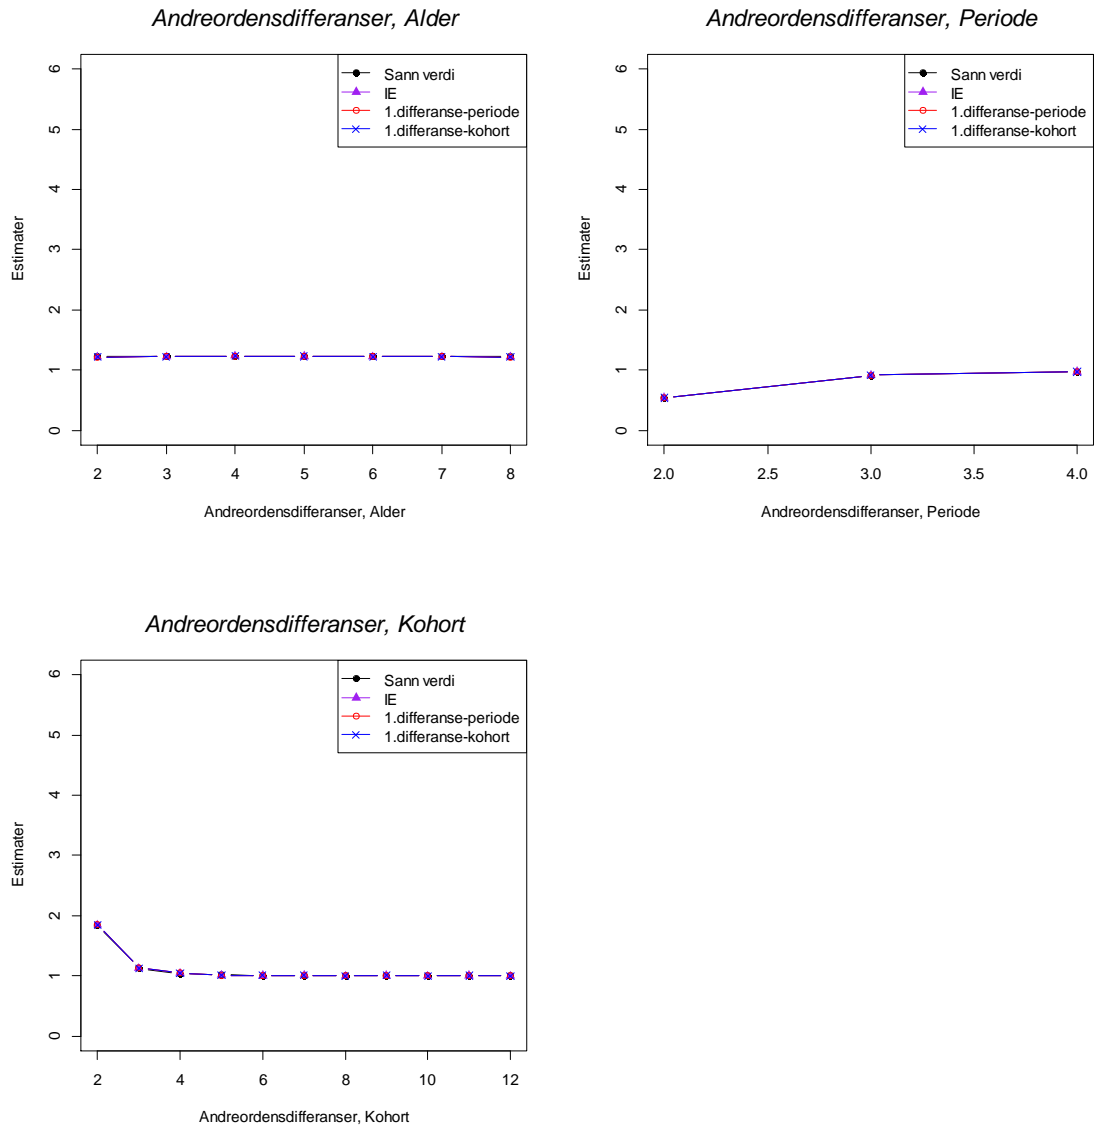 Andreordensdifferanser, Alder
6
5
4
3
2
1
0
Estimater
Sann verdi
IE
1.differanse-periode
1.differanse-kohort
2 3 4 5 6 7 8
Andreordensdifferanser, Alder
Andreordensdifferanser, Periode
6
5
4
3
2
1
0
Estimater
Sann verdi
IE
1.differanse-periode
1.differanse-kohort
2.0 2.5 3.0 3.5 4.0
Andreordensdifferanser, Periode
Andreordensdifferanser, Kohort
6
5
4
3
2
1
0
Estimater
Sann verdi
IE
1.differanse-periode
1.differanse-kohort
2 4 6 8 10 12
Andreordensdifferanser, Kohort